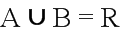 A ∪ B = R